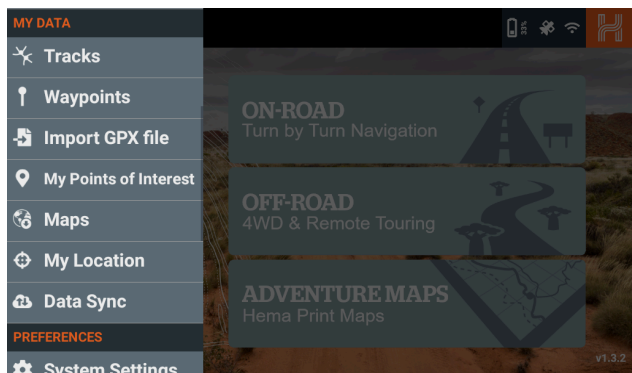 MY DATA
Tracks
Waypoints
Import GPX file
My Points of Interest
Maps
My Location
Data Sync
PREFERENCES
System Settings
33%
ON-ROAD
Turn by Turn Navigation
OFF-ROAD
4WD & Remote Touring
ADVENTURE MAPS
Hema Print Maps
v1.3.2